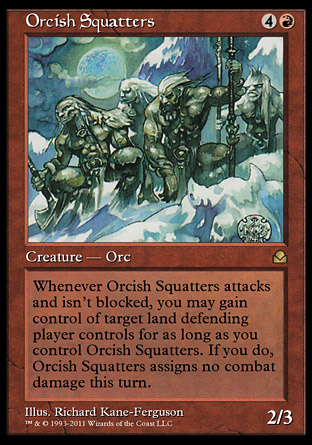 Orcish Squatters 4
Creature — Orc
Whenever Orcish Squatters attacks
and isn't blocked, you may gain
control of target land defending
player controls for as long as you
control Orcish Squatters. If you do,
Orcish Squatters assigns no combat
damage this turn.
Illus. Richard Kane-Ferguson
™ & © 1993-2011 Wizards of the Coast LLC
2/3